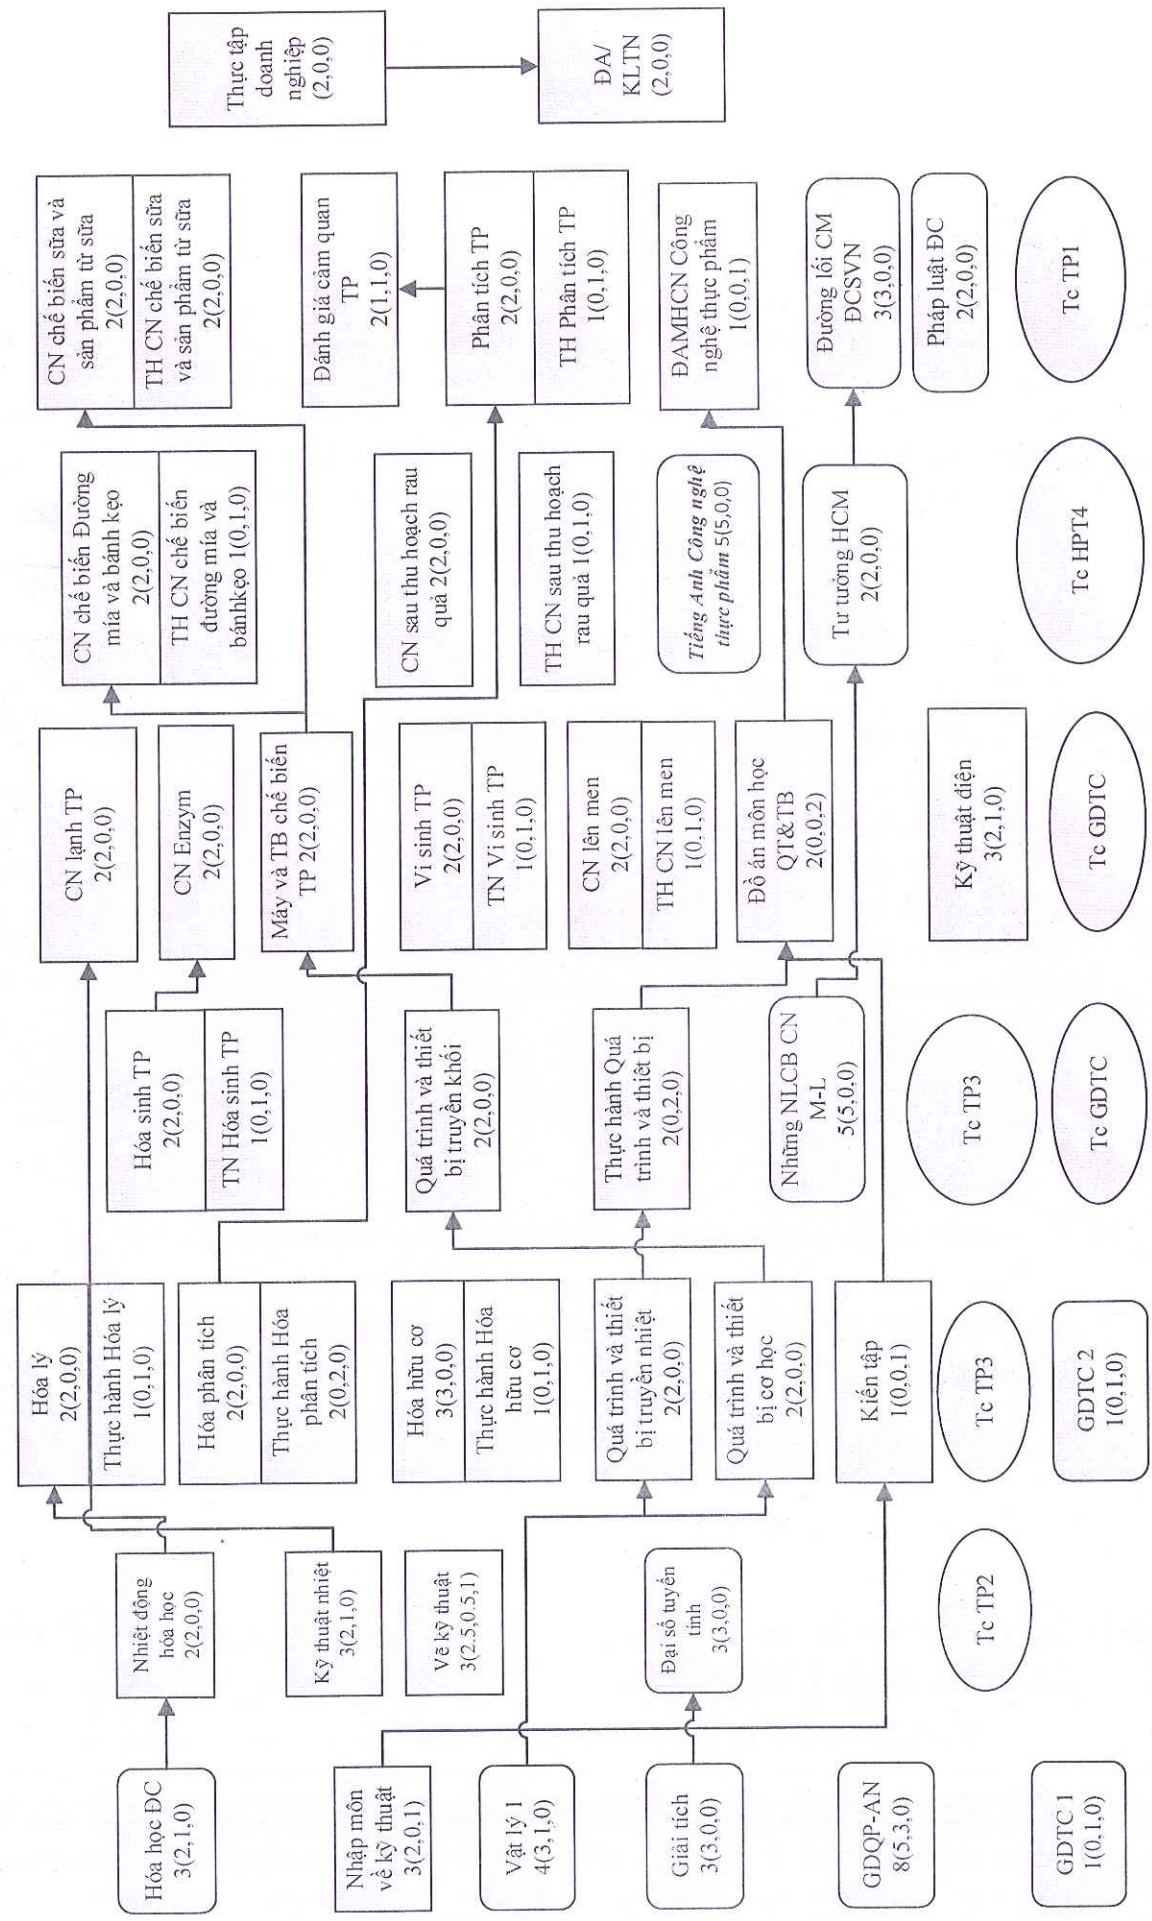 Hóa học ĐC
3(2,1,0)
Nhập môn
về kỹ thuật
3(2,0,1)
Vật lý 1
4(3,1,0)
Giải tích
3(3,0,0)
GDQP-AN
8(5,3,0)
GDTC 1
1(0,1,0)
Nhiệt động
hóa học
2(2,0,0)
Kỹ thuật nhiệt
3(2,1,0)
Vẽ kỹ thuật
3(2.5,0.5,1)
Đại số tuyến
tính
3(3,0,0)
Tc TP2
Hóa lý
2(2,0,0)
Thực hành Hóa lý
1(0,1,0)
Hóa phân tích
2(2,0,0)
Thực hành Hóa
phân tích
2(0,2,0)
Hóa hữu cơ
3(3,0,0)
Thực hành Hóa
hữu cơ
1(0,1,0)
Quá trình và thiết
bị truyền nhiệt
2(2,0,0)
Quá trình và thiết
bị cơ học
2(2,0,0)
Kiến tập
1(0,0,1)
Tc TP3
GDTC 2
1(0,1,0)
Hóa sinh TP
2(2,0,0)
TN Hóa sinh TP
1(0,1,0)
Quá trình và thiết
bị truyền khối
2(2,0,0)
Thực hành Quá
trình và thiết bị
2(0,2,0)
Những NLCB CN
M-L
5(5,0,0)
Tc TP3
Tc GDTC
CN lạnh TP
2(2,0,0)
CN Enzym
2(2,0,0)
Máy và TB chế biến
TP 2(2,0,0)
Vi sinh TP
2(2,0,0)
TN Vi sinh TP
1(0,1,0)
CN lên men
2(2,0,0)
TH CN lên men
1(0,1,0)
Đồ án môn học
QT&TB
2(0,0,2)
Kỹ thuật điện
3(2,1,0)
Tc GDTC
CN chế biến Đường
mía và bánh kẹo
2(2,0,0)
TH CN chế biến
đường mía và
bánhkẹo 1(0,1,0)
CN sau thu hoạch rau
quả 2(2,0,0)
TH CN sau thu hoạch
rau quả 1(0,1,0)
Tiếng Anh Công nghệ
thực phẩm 5(5,0,0)
Tư tưởng HCM
2(2,0,0)
Tc HPT4
CN chế biến sữa và
sản phẩm từ sữa
2(2,0,0)
TH CN chế biến sữa
và sản phẩm từ sữa
2(2,0,0)
Đánh giá cảm quan
TP
2(1,1,0)
Phân tích TP
2(2,0,0)
TH Phân tích TP
1(0,1,0)
ĐAMHCN Công
nghệ thực phẩm
1(0,0,1)
Đường lối CM
ĐCSVN
3(3,0,0)
Pháp luật ĐC
2(2,0,0)
Tc TP1
Thực tập
doanh
nghiệp
(2,0,0)
ĐA/
KLTN
(2,0,0)